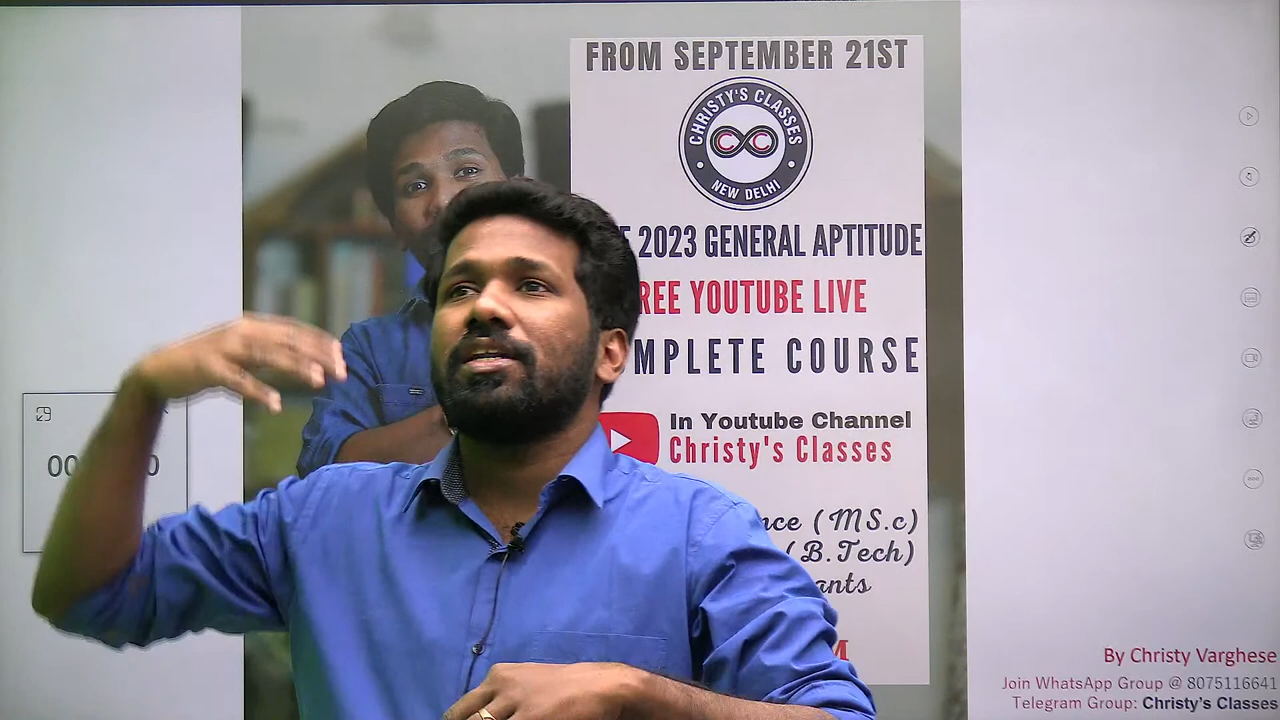 FROM SEPTEMBER 21ST
CHRISTY'S CLASSES
CC
NEW DELHI
2023 GENERAL APTITUDE
YOUTUBE LIVE
COURSE
In Youtube Channel
Christy's Classes
(MS.c)
(B.Tech)
By Christy Varghese
Join WhatsApp Group @ 8075116641
Telegram Group: Christy's Classes